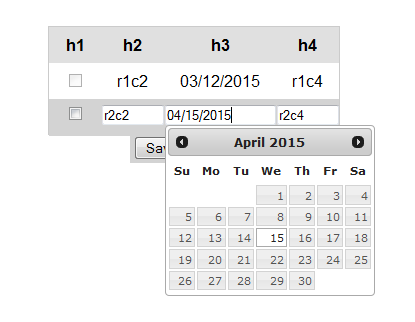 h1 h2 h3 h4
r1c2 03/12/2015 r1c4
r2c2 04/15/2015 r2c4
April 2015
Su Mo Tu We Th Fr Sa
1 2 3 4
5 6 7 8 9 10 11
12 13 14 15 16 17 18
19 20 21 22 23 24 25
26 27 28 29 30